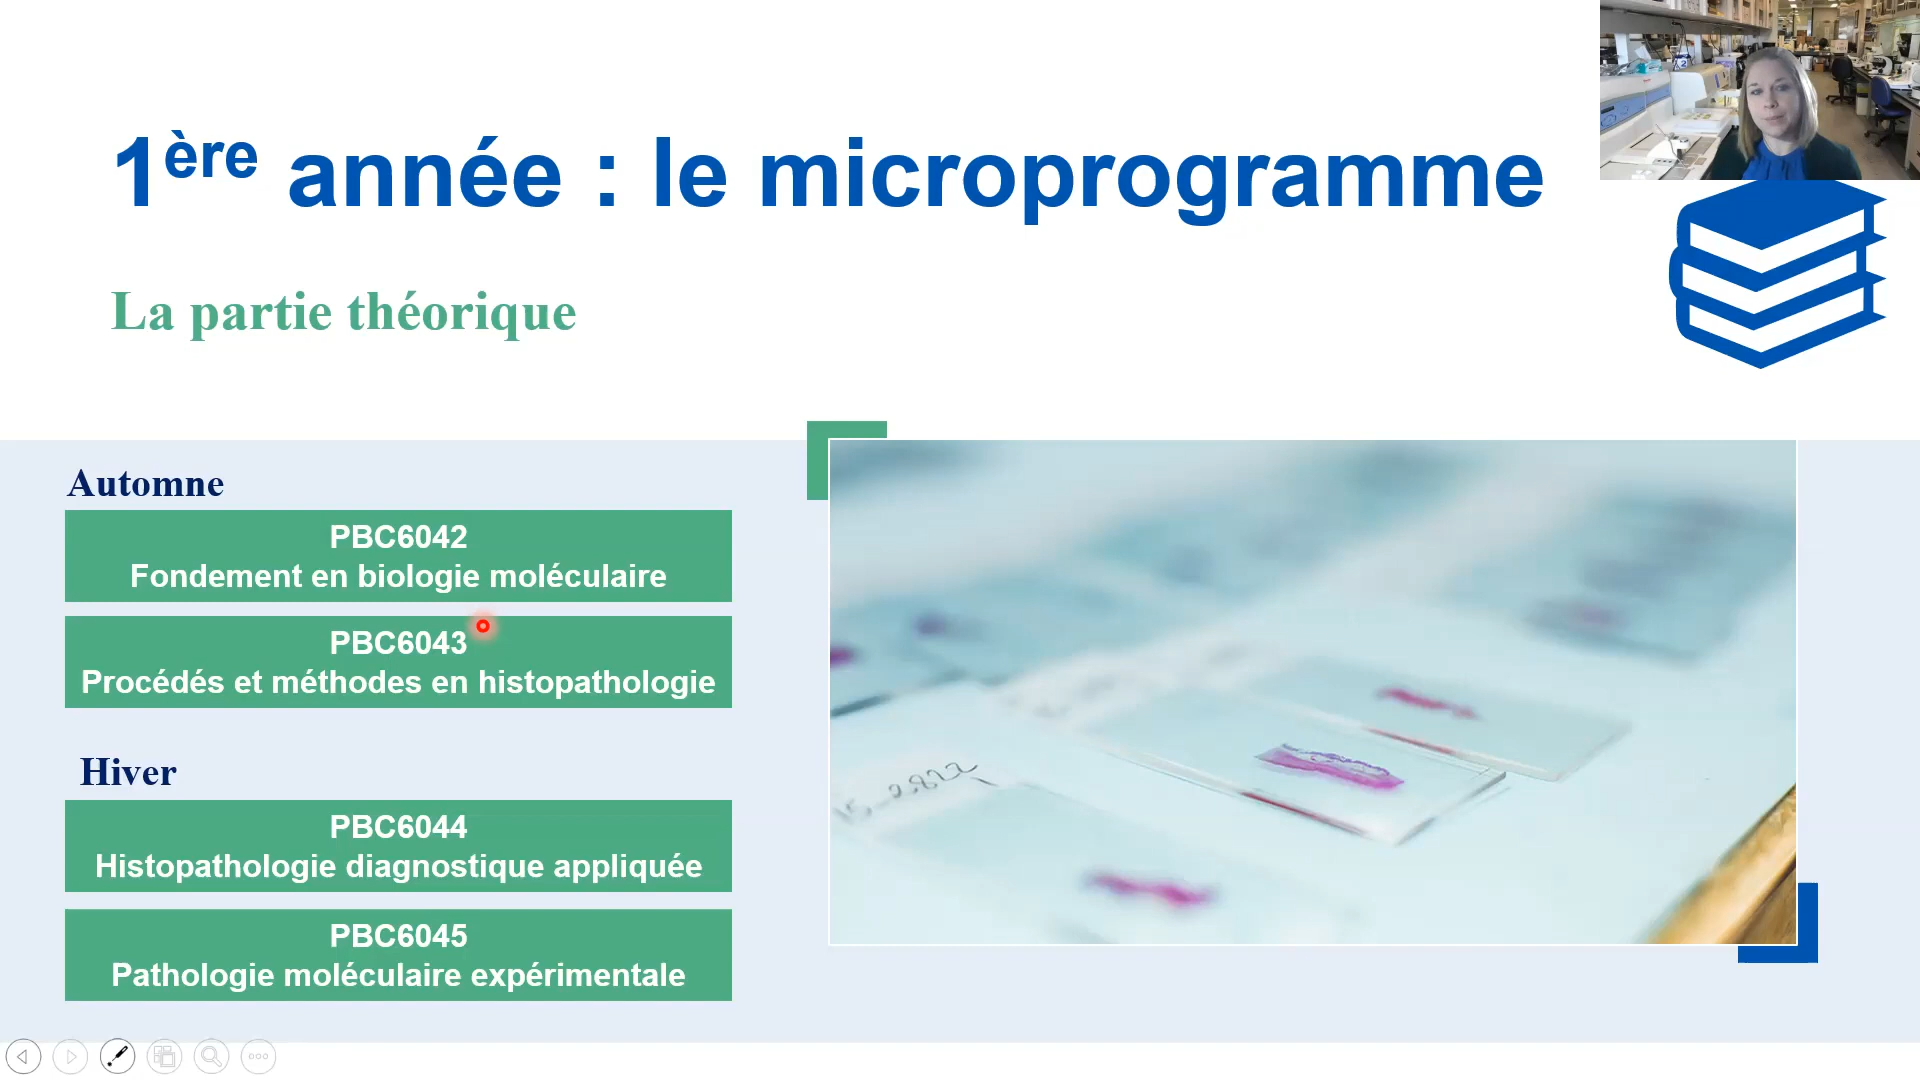 1ère année : le microprogramme
La partie théorique
Automne
PBC6042
Fondement en biologie moléculaire
PBC6043
Procédés et méthodes en histopathologie
Hiver
PBC6044
Histopathologie diagnostique appliquée
PBC6045
Pathologie moléculaire expérimentale